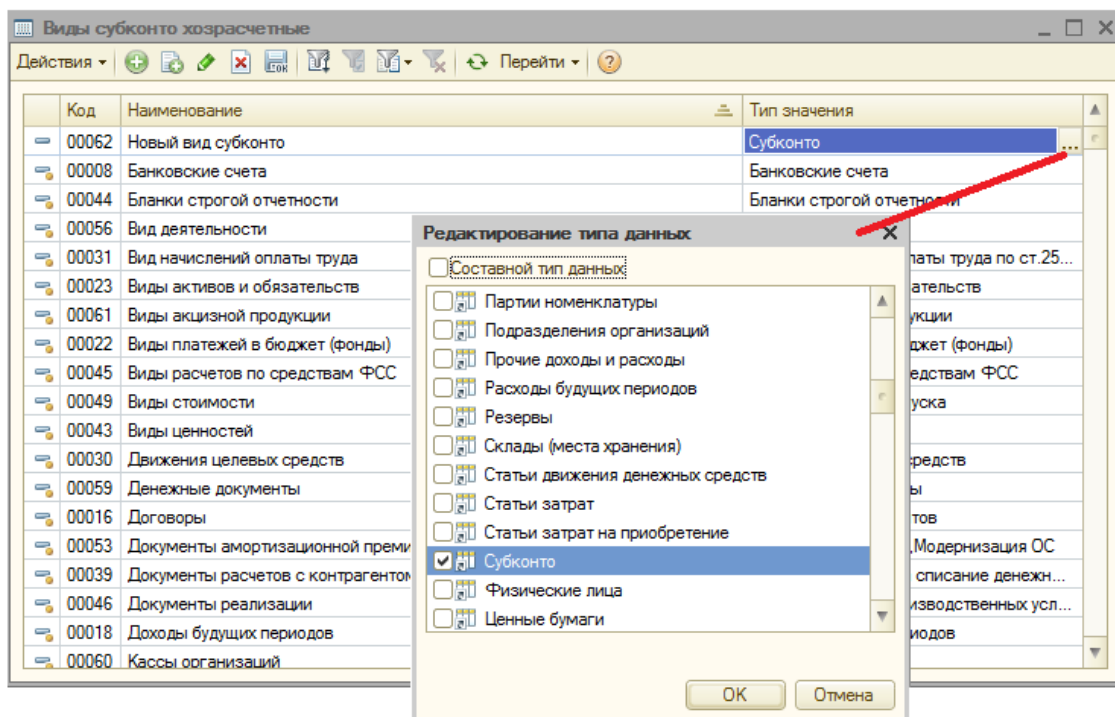 Виды субконто хозрасчетные
Действия Перейти
Код Наименование Тип значения
00062 Новый вид субконто Субконто ...
00008 Банковские счета Банковские счета
00044 Бланки строгой отчетности Бланки строгой отчетности
00056 Вид деятельности
00031 Вид начислений оплаты труда латы труда по ст.25...
00023 Виды активов и обязательств ательств
00061 Виды акцизной продукции укции
00022 Виды платежей в бюджет (фонды) джет (фонды)
00045 Виды расчетов по средствам ФСС едствам ФСС
00049 Виды стоимости уска
00043 Виды ценностей
00030 Движения целевых средств средств
00059 Денежные документы ы
00016 Договоры тов
00053 Документы амортизационной преми ,Модернизация ОС
00039 Документы расчетов с контрагентом списание денежн...
00046 Документы реализации изводственных усл...
00018 Доходы будущих периодов иодов
00060 Кассы организаций
Редактирование типа данных
Составной тип данных
Партии номенклатуры
Подразделения организаций
Прочие доходы и расходы
Расходы будущих периодов
Резервы
Склады (места хранения)
Статьи движения денежных средств
Статьи затрат
Статьи затрат на приобретение
Субконто
Физические лица
Ценные бумаги
OK Отмена